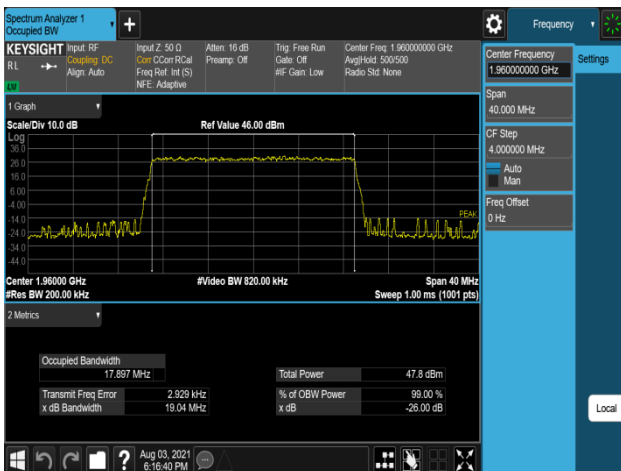 Spectrum Analyzer 1
Occupied BW
Frequency
KEYSIGHT
RL
Input: RF
Coupling: DC
Align: Auto
Input Z: 50 Ω
Corr CCorr RCal
Freq Ref: Int (S)
NFE: Adaptive
Atten: 16 dB
Preamp: Off
Trig: Free Run
Gate: Off
#IF Gain: Low
Center Freq: 1.960000000 GHz
Avg|Hold: 500/500
Radio Std: None
Center Frequency
1.960000000 GHz
Settings
Span
40.000 MHz
CF Step
4.000000 MHz
Auto
Man
Freq Offset
0 Hz
Local
1 Graph
Scale/Div 10.0 dB
Ref Value 46.00 dBm
Log
36.0
26.0
16.0
6.00
-4.00
-14.0
-24.0
-34.0
-44.0
PEAK
Center 1.96000 GHz
#Video BW 820.00 kHz
Span 40 MHz
#Res BW 200.00 kHz
Sweep 1.00 ms (1001 pts)
2 Metrics
Occupied Bandwidth
17.897 MHz
Total Power
47.8 dBm
Transmit Freq Error
2.929 kHz
% of OBW Power
99.00 %
x dB Bandwidth
19.04 MHz
x dB
-26.00 dB
Aug 03, 2021
6:16:40 PM